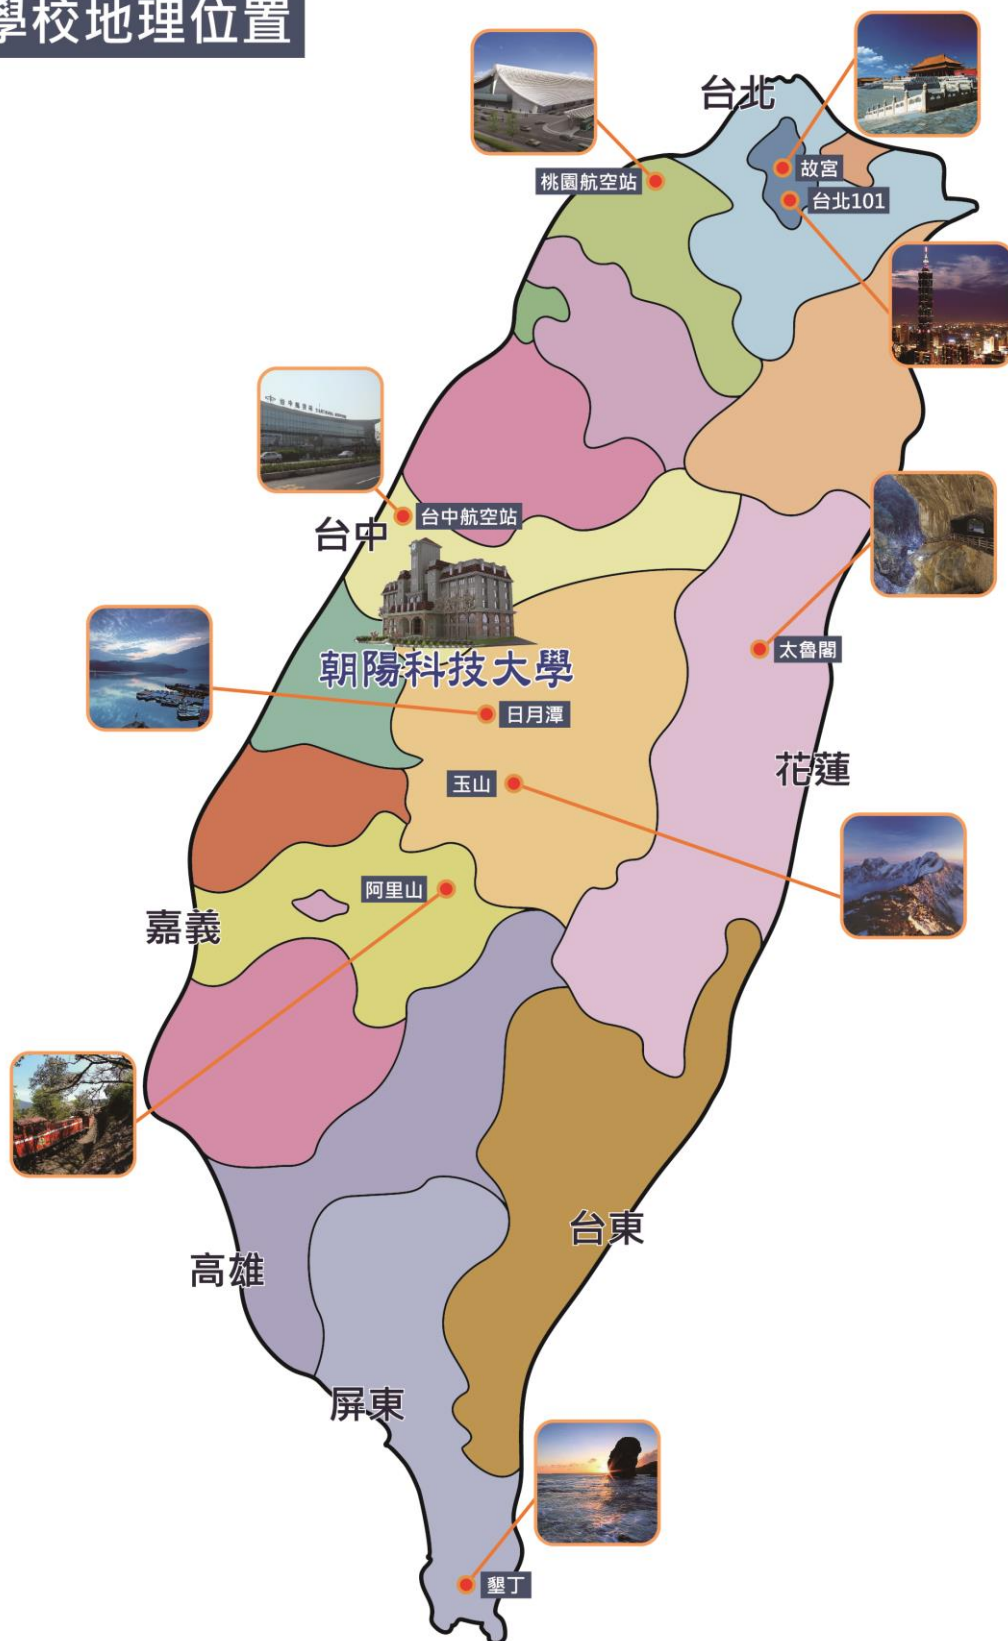 學校地理位置
台北
故宮
桃園航空站
台北101
台中航空站
台中
太魯閣
朝陽科技大學
日月潭
花蓮
玉山
阿里山
嘉義
台東
高雄
屏東
墾丁